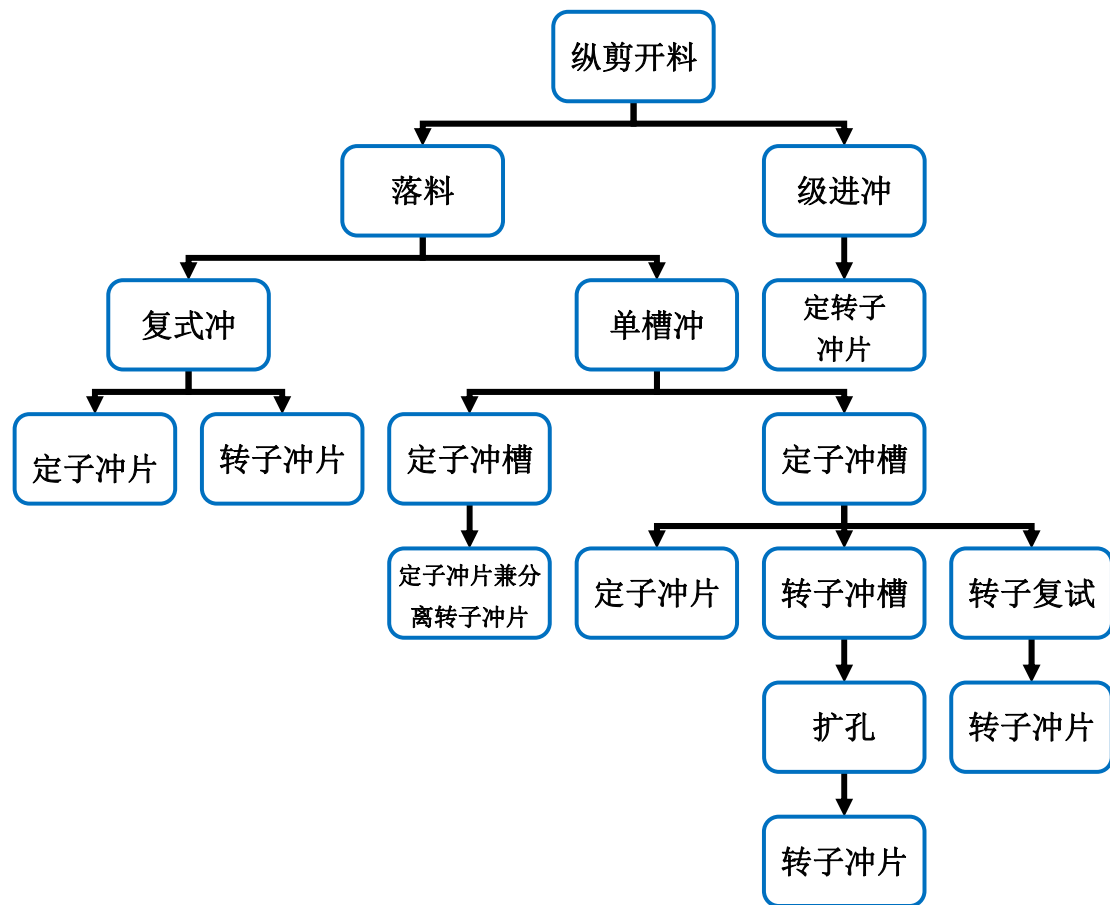 纵剪开料
落料
级进冲
复式冲
单槽冲
定转子
冲片
定子冲片
转子冲片
定子冲槽
定子冲槽
定子冲片兼分
离转子冲片
定子冲片
转子冲槽
转子复试
扩孔
转子冲片
转子冲片